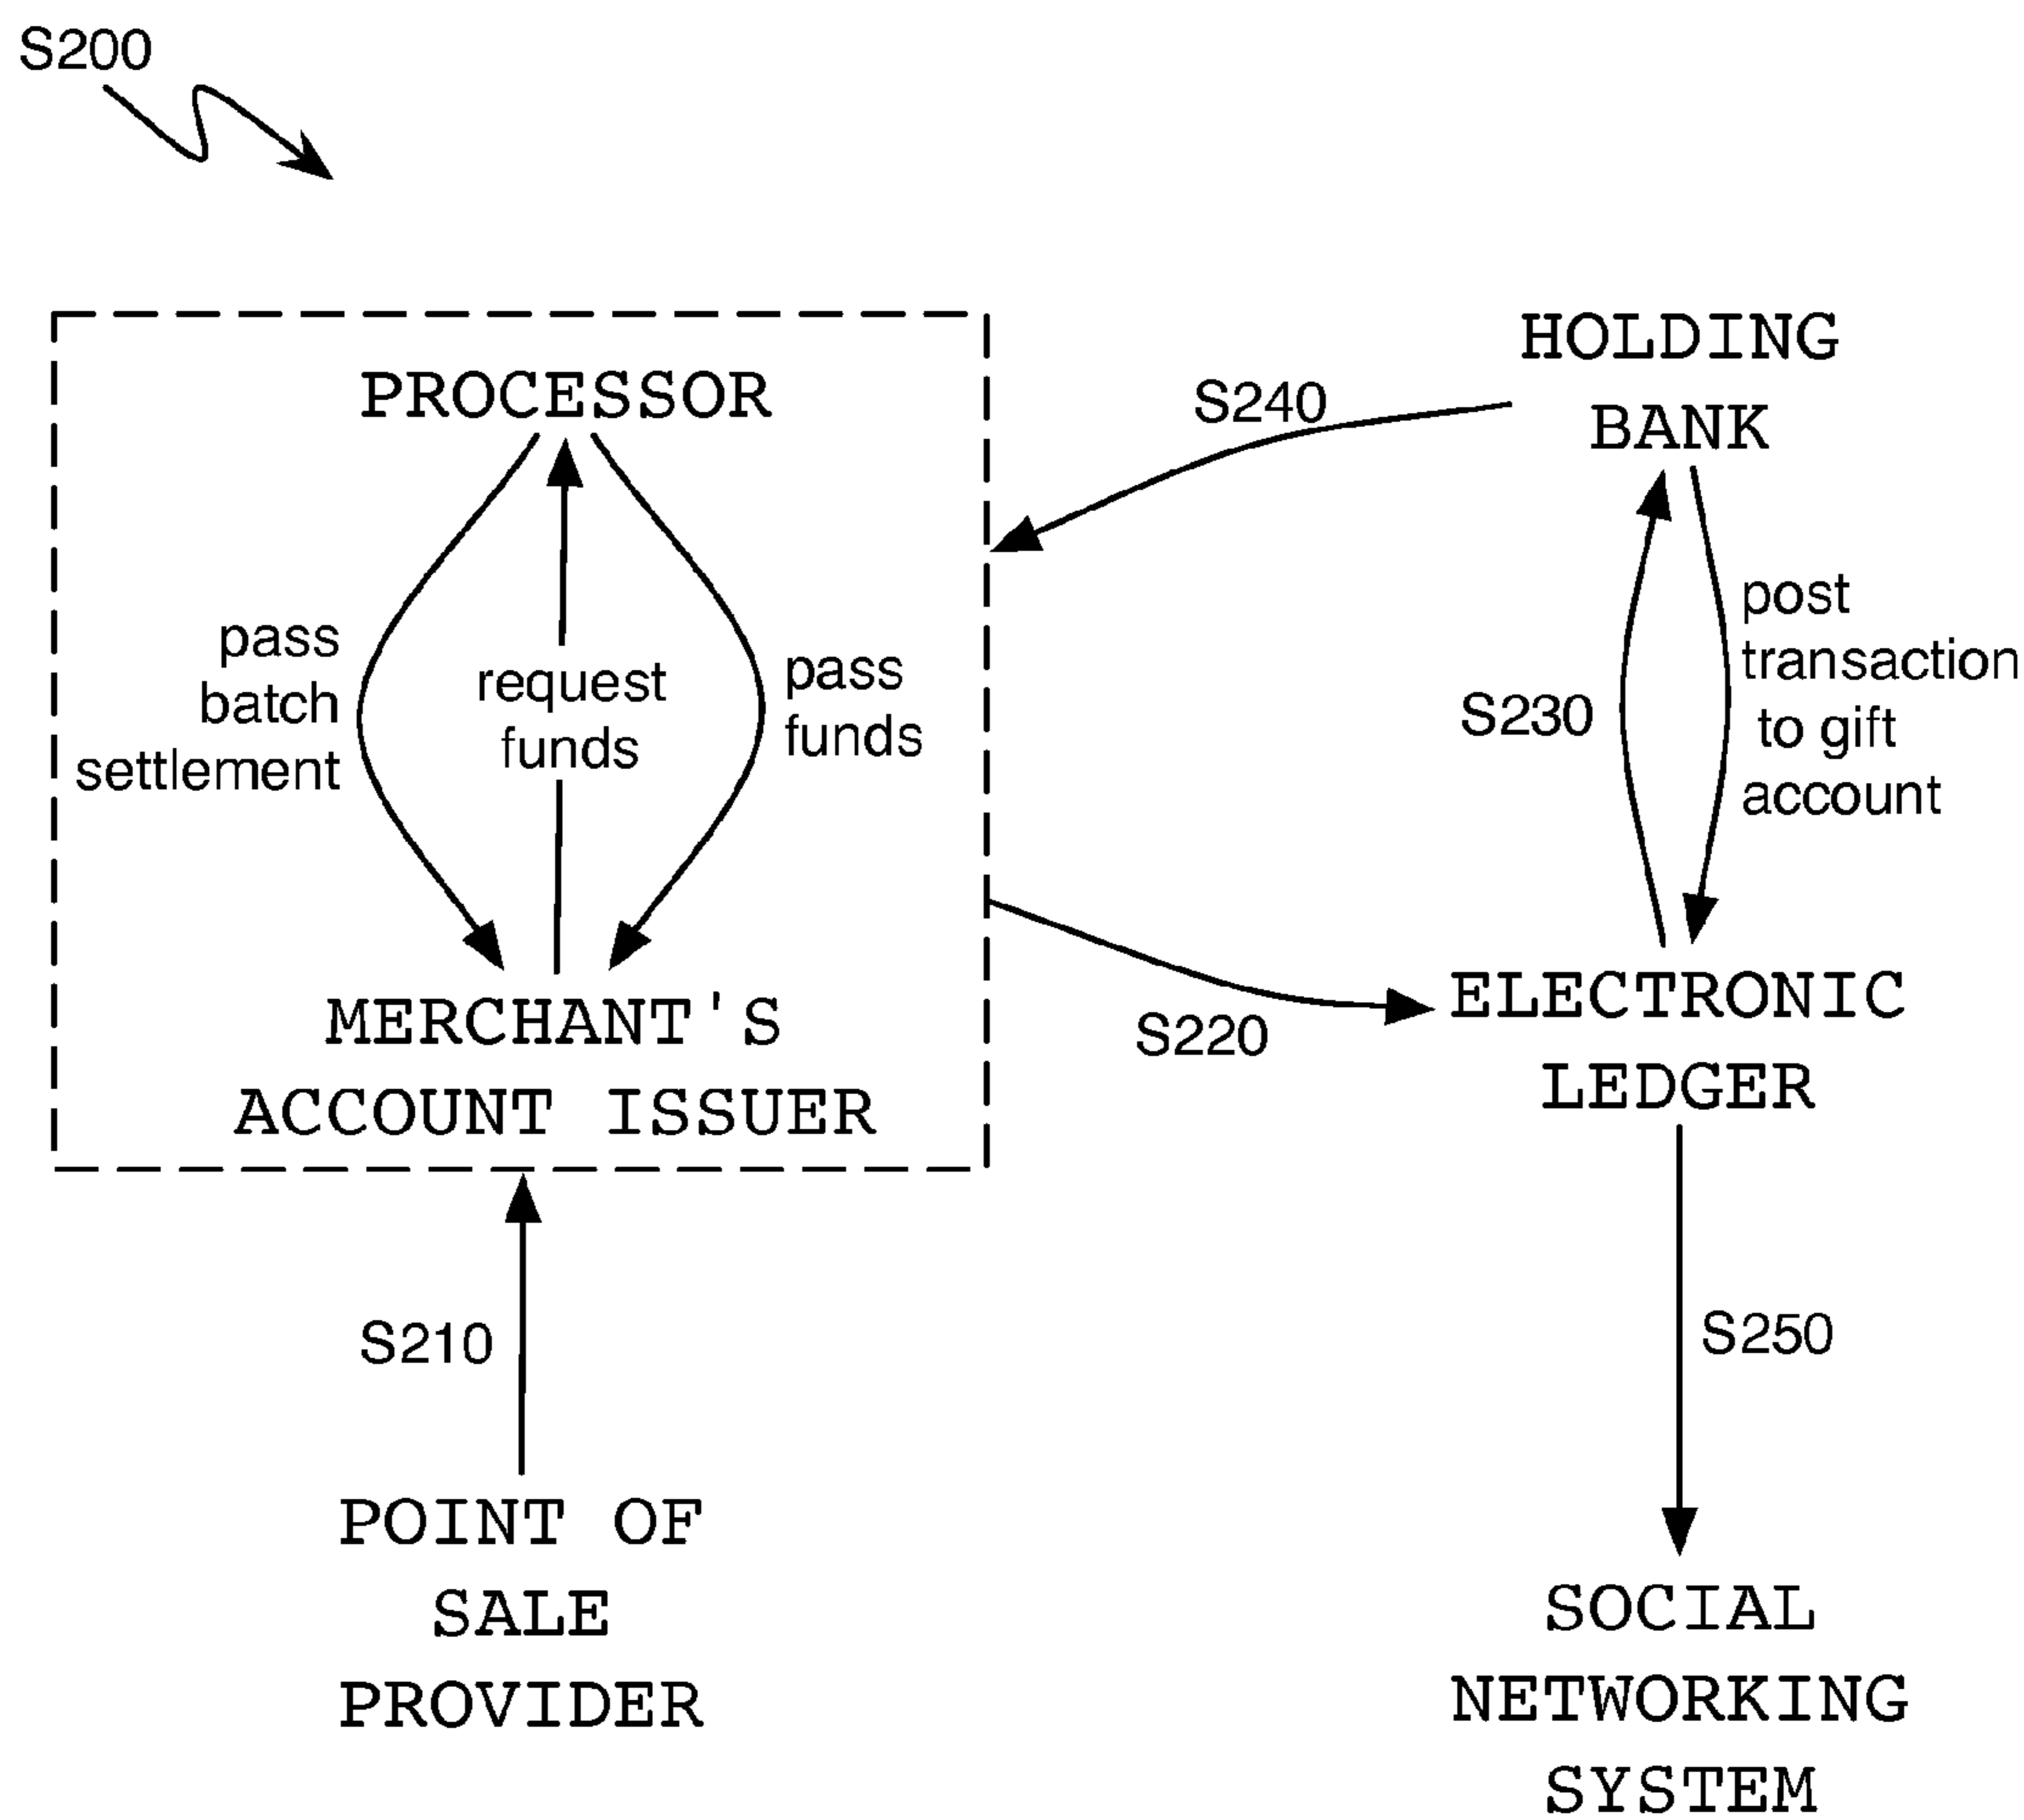 S200
PROCESSOR
pass
batch
settlement
request
funds
pass
funds
MERCHANT'S
ACCOUNT ISSUER
S210
POINT OF
SALE
PROVIDER
S240
S220
HOLDING
BANK
S230
post
transaction
to gift
account
ELECTRONIC
LEDGER
S250
SOCIAL
NETWORKING
SYSTEM